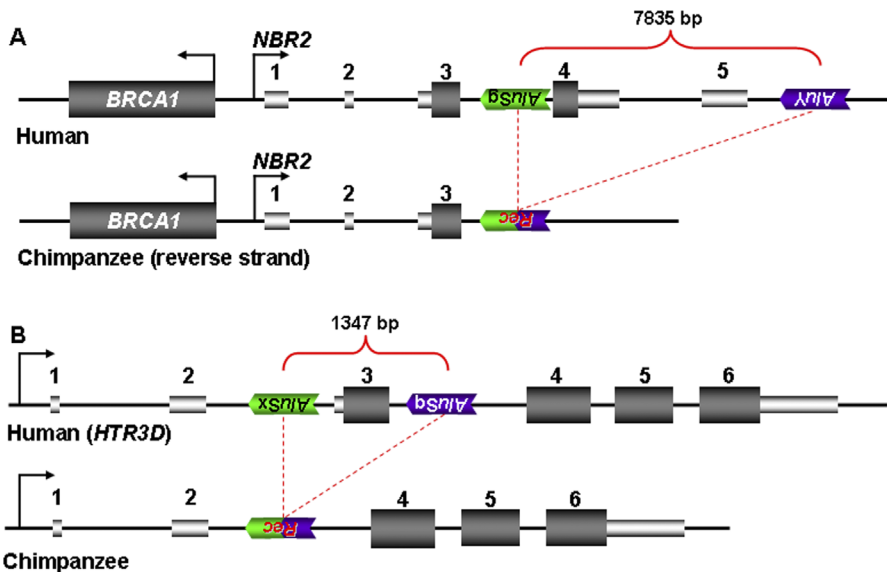 7835 bp
A
NBR2
1 2 3 4 5
BRCA1 AluSg AluY
Human
NBR2
1 2 3
BRCA1 Rec
Chimpanzee (reverse strand)
B
1347 bp
1 2 3 4 5 6
AluSx AluSq
Human (HTR3D)
1 2 4 5 6
Rec
Chimpanzee